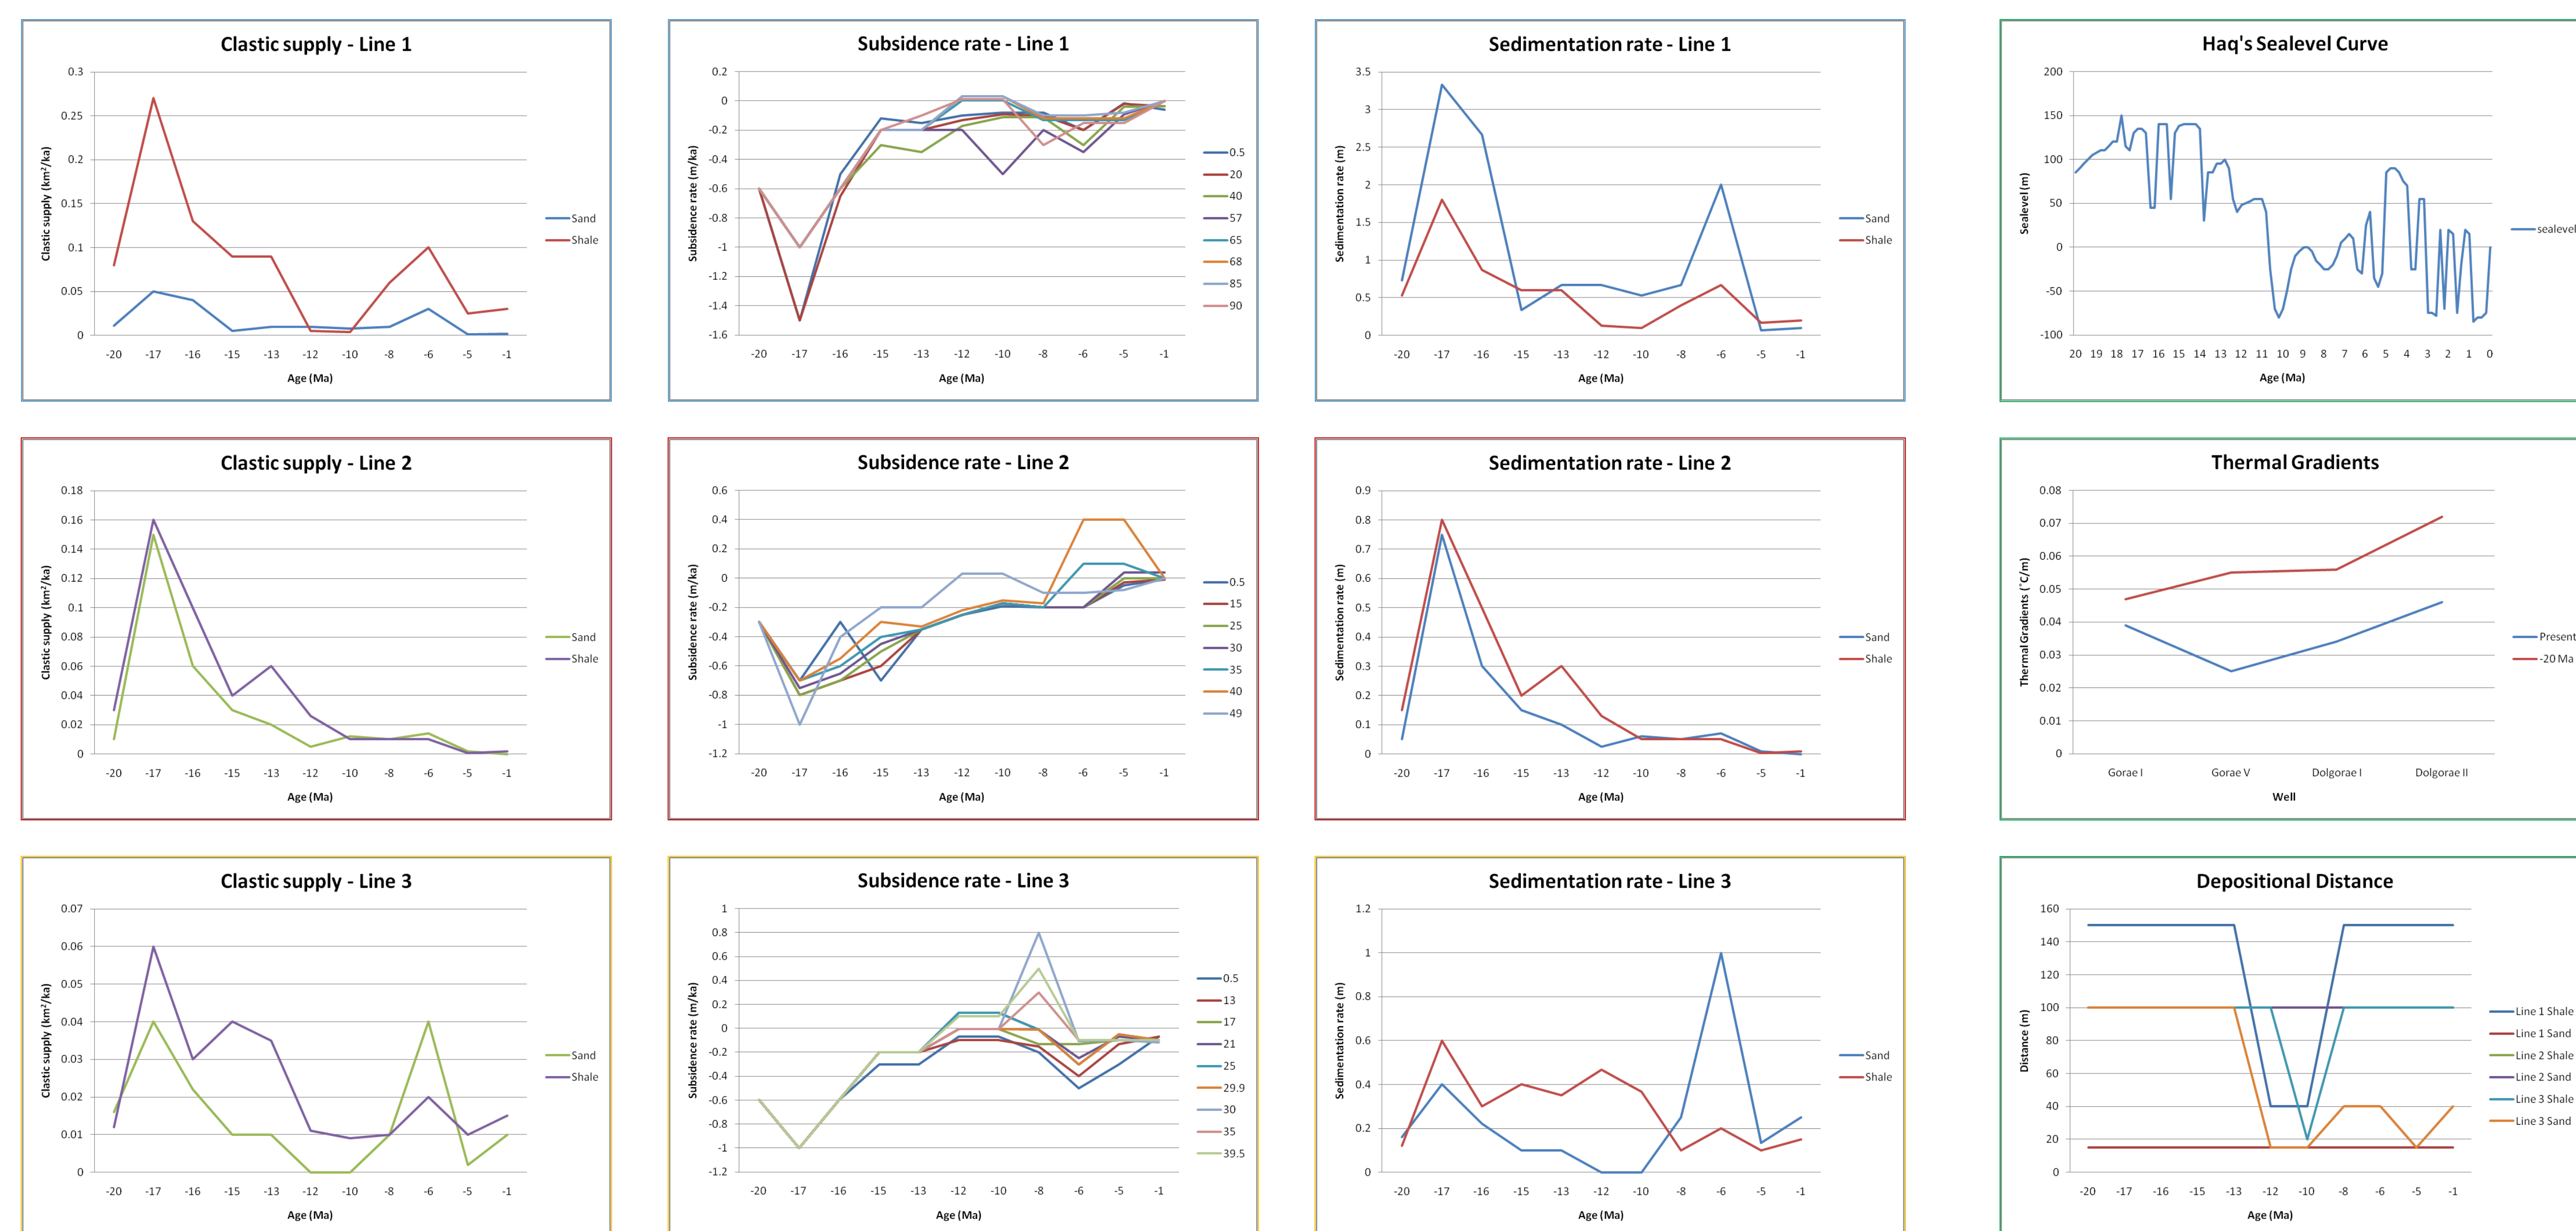 Clastic supply - Line 1
0.3
0.25
0.2
0.15
0.1
0.05
0
Clastic supply (km²/ka)
-20 -17 -16 -15 -13 -12 -10 -8 -6 -5 -1
Age (Ma)
Sand
Shale
Subsidence rate - Line 1
0.2
0
-0.2
-0.4
-0.6
-0.8
-1
-1.2
-1.4
-1.6
Subsidence rate (m/ka)
-20 -17 -16 -15 -13 -12 -10 -8 -6 -5 -1
Age (Ma)
0.5
20
40
57
65
68
85
90
Sedimentation rate - Line 1
3.5
3
2.5
2
1.5
1
0.5
0
Sedimentation rate (m)
-20 -17 -16 -15 -13 -12 -10 -8 -6 -5 -1
Age (Ma)
Sand
Shale
Haq's Sealevel Curve
200
150
100
50
0
-50
-100
Sealevel (m)
20 19 18 17 16 15 14 13 12 11 10 9 8 7 6 5 4 3 2 1 0
Age (Ma)
sealevel
Clastic supply - Line 2
0.18
0.16
0.14
0.12
0.1
0.08
0.06
0.04
0.02
0
Clastic supply (km²/ka)
-20 -17 -16 -15 -13 -12 -10 -8 -6 -5 -1
Age (Ma)
Sand
Shale
Subsidence rate - Line 2
0.6
0.4
0.2
0
-0.2
-0.4
-0.6
-0.8
-1
-1.2
Subsidence rate (m/ka)
-20 -17 -16 -15 -13 -12 -10 -8 -6 -5 -1
Age (Ma)
0.5
15
25
30
35
40
49
Sedimentation rate - Line 2
0.9
0.8
0.7
0.6
0.5
0.4
0.3
0.2
0.1
0
Sedimentation rate (m)
-20 -17 -16 -15 -13 -12 -10 -8 -6 -5 -1
Age (Ma)
Sand
Shale
Thermal Gradients
0.08
0.07
0.06
0.05
0.04
0.03
0.02
0.01
0
Thermal Gradients (˚C/m)
Gorae I Gorae V Dolgorae I Dolgorae II
Well
Present
-20 Ma
Clastic supply - Line 3
0.07
0.06
0.05
0.04
0.03
0.02
0.01
0
Clastic supply (km²/ka)
-20 -17 -16 -15 -13 -12 -10 -8 -6 -5 -1
Age (Ma)
Sand
Shale
Subsidence rate - Line 3
1
0.8
0.6
0.4
0.2
0
-0.2
-0.4
-0.6
-0.8
-1
-1.2
Subsidence rate (m/ka)
-20 -17 -16 -15 -13 -12 -10 -8 -6 -5 -1
Age (Ma)
0.5
13
17
21
25
29.9
30
35
39.5
Sedimentation rate - Line 3
1.2
1
0.8
0.6
0.4
0.2
0
Sedimentation rate (m)
-20 -17 -16 -15 -13 -12 -10 -8 -6 -5 -1
Age (Ma)
Sand
Shale
Depositional Distance
160
140
120
100
80
60
40
20
0
Distance (m)
-20 -17 -16 -15 -13 -12 -10 -8 -6 -5 -1
Age (Ma)
Line 1 Shale
Line 1 Sand
Line 2 Shale
Line 2 Sand
Line 3 Shale
Line 3 Sand